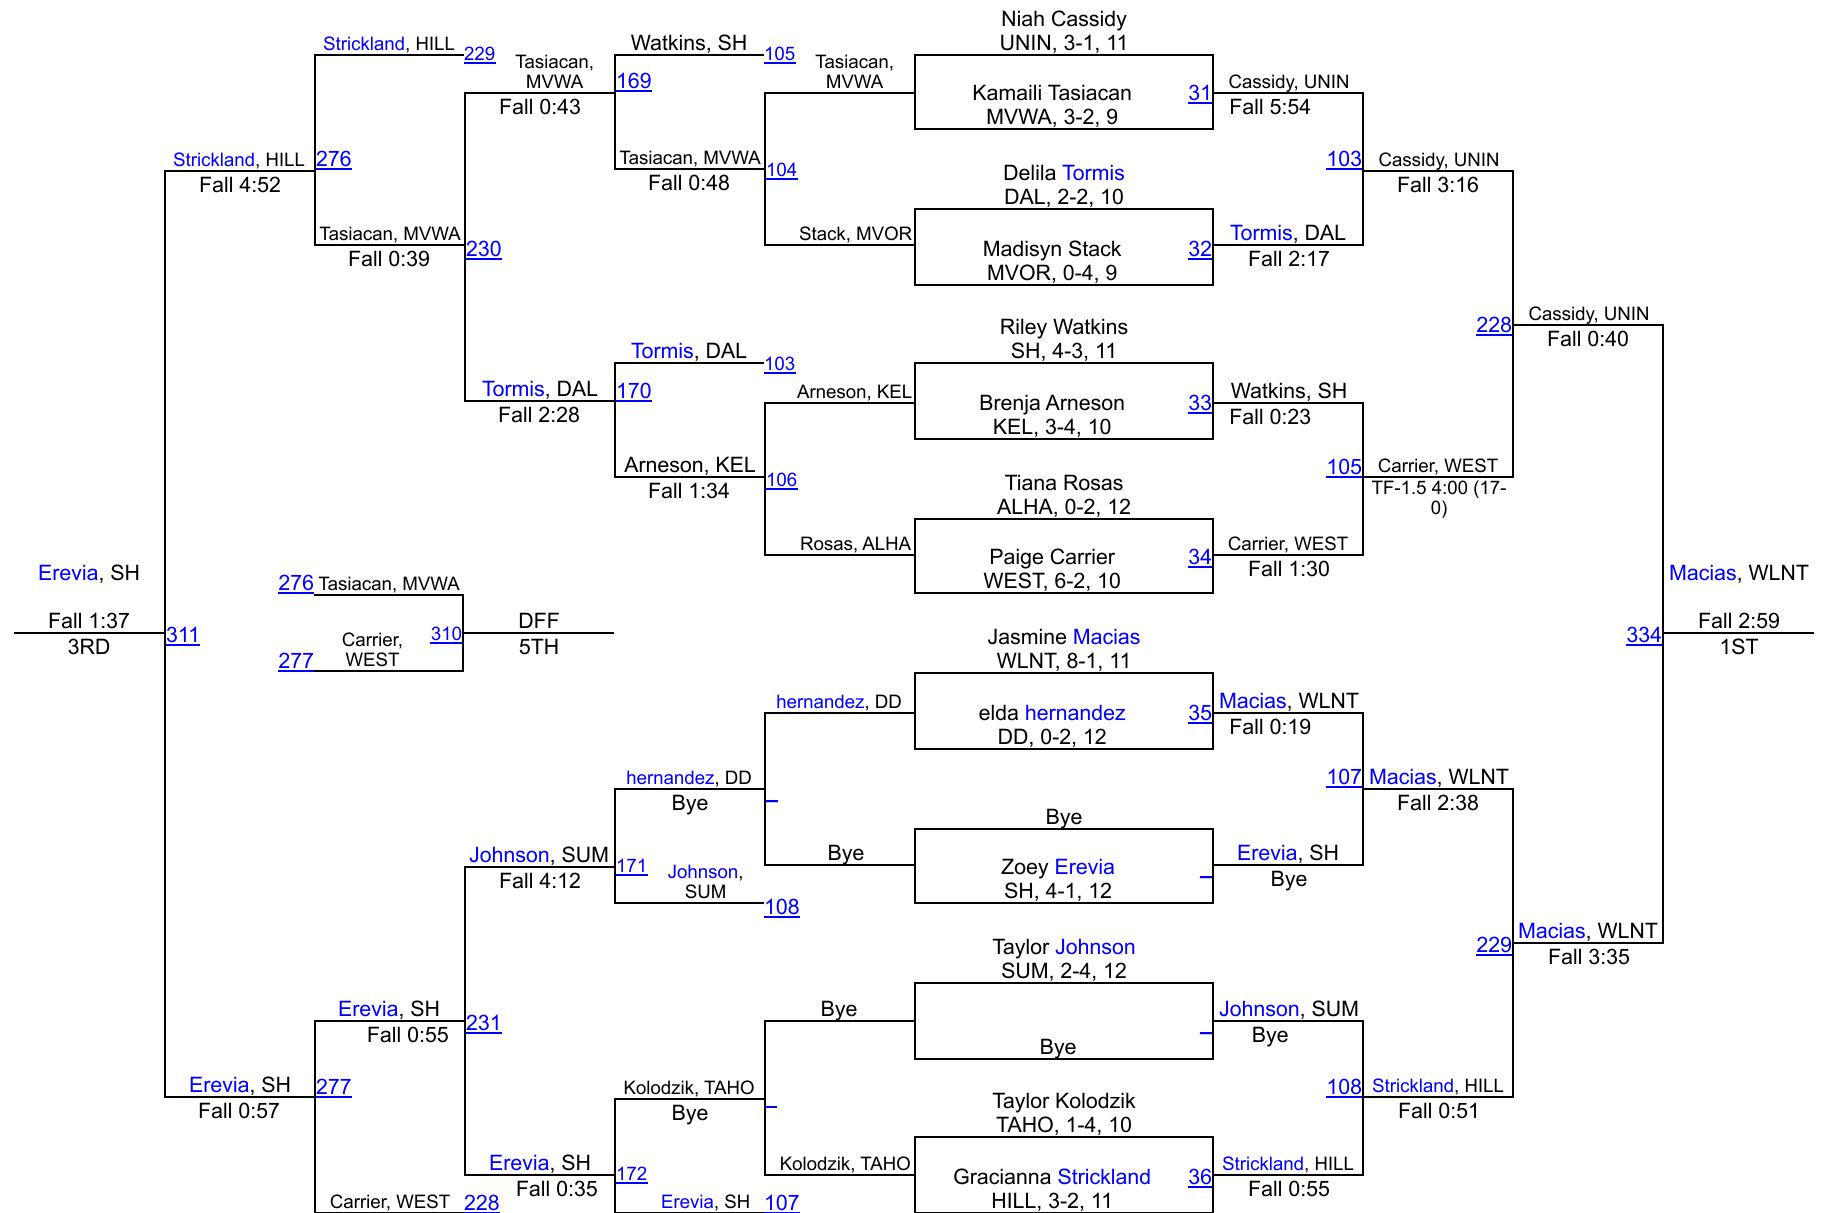 Strickland, HILL
229
Tasiacan,
MVWA
Fall 0:43
169
Watkins, SH
105
Tasiacan,
MVWA
Niah Cassidy
UNIN, 3-1, 11
Kamaili Tasiacan
MVWA, 3-2, 9
31
Cassidy, UNIN
Fall 5:54
Strickland, HILL
Fall 4:52
276
Tasiacan, MVWA
Fall 0:48
104
Delila Tormis
DAL, 2-2, 10
103
Cassidy, UNIN
Fall 3:16
Tasiacan, MVWA
Fall 0:39
230
Stack, MVOR
Madisyn Stack
MVOR, 0-4, 9
32
Tormis, DAL
Fall 2:17
Riley Watkins
SH, 4-3, 11
228
Cassidy, UNIN
Fall 0:40
Tormis, DAL
103
Tormis, DAL
Fall 2:28
170
Arneson, KEL
Brenja Arneson
KEL, 3-4, 10
33
Watkins, SH
Fall 0:23
Arneson, KEL
Fall 1:34
106
Tiana Rosas
ALHA, 0-2, 12
105
Carrier, WEST
TF-1.5 4:00 (17-
0)
Rosas, ALHA
Paige Carrier
WEST, 6-2, 10
34
Carrier, WEST
Fall 1:30
Erevia, SH
Fall 1:37
3RD
311
276
Tasiacan, MVWA
277
Carrier,
WEST
310
DFF
5TH
Jasmine Macias
WLNT, 8-1, 11
334
Macias, WLNT
Fall 2:59
1ST
hernandez, DD
elda hernandez
DD, 0-2, 12
35
Macias, WLNT
Fall 0:19
hernandez, DD
Bye
Bye
107
Macias, WLNT
Fall 2:38
Johnson, SUM
Fall 4:12
171
Johnson,
SUM
108
Bye
Zoey Erevia
SH, 4-1, 12
Erevia, SH
Bye
Taylor Johnson
SUM, 2-4, 12
229
Macias, WLNT
Fall 3:35
Erevia, SH
Fall 0:55
231
Bye
Bye
Johnson, SUM
Bye
Erevia, SH
Fall 0:57
277
Kolodzik, TAHO
Bye
Taylor Kolodzik
TAHO, 1-4, 10
108
Strickland, HILL
Fall 0:51
Erevia, SH
Fall 0:35
172
Kolodzik, TAHO
Gracianna Strickland
HILL, 3-2, 11
36
Strickland, HILL
Fall 0:55
Carrier, WEST
228
Erevia, SH
107